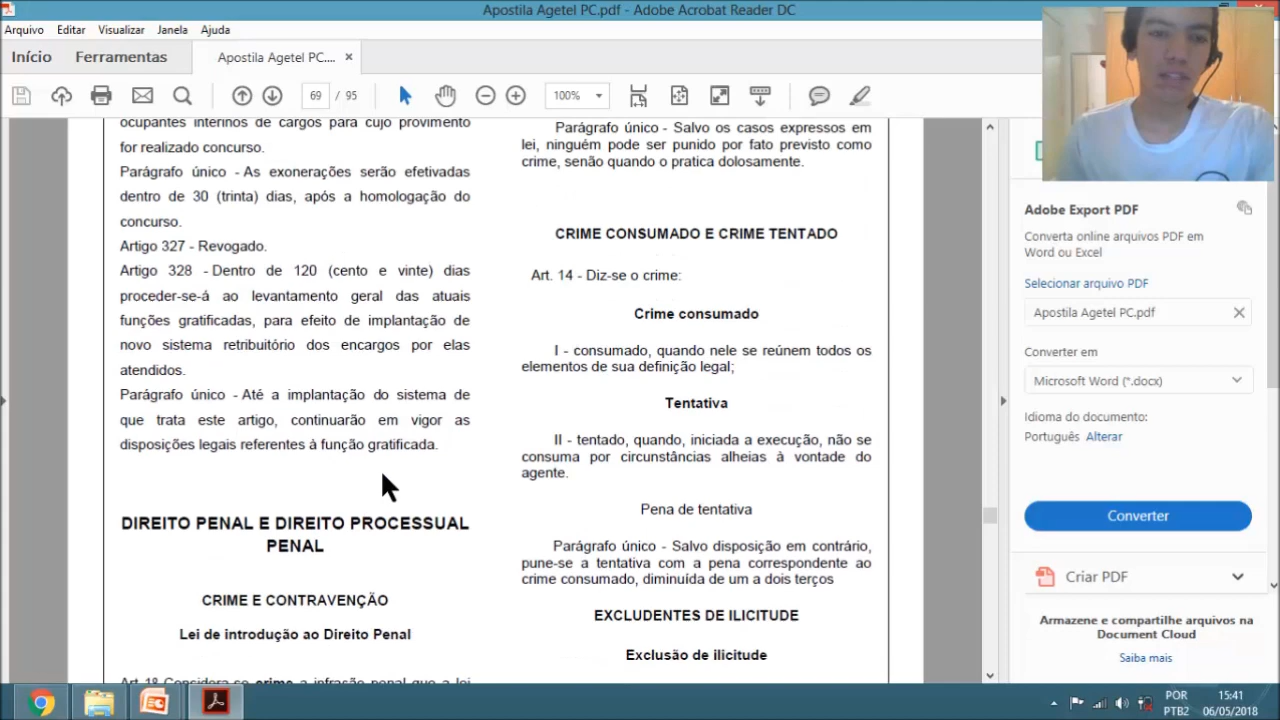 Apostila Agetel PC.pdf - Adobe Acrobat Reader DC
Arquivo Editar Visualizar Janela Ajuda
Início Ferramentas Apostila Agetel PC.... ×
69 / 95 100%
ocupantes interinos de cargos para cujo provimento
for realizado concurso.
Parágrafo único - As exonerações serão efetivadas
dentro de 30 (trinta) dias, após a homologação do
concurso.
Artigo 327 - Revogado.
Artigo 328 - Dentro de 120 (cento e vinte) dias
proceder-se-á ao levantamento geral das atuais
funções gratificadas, para efeito de implantação de
novo sistema retribuitório dos encargos por elas
atendidos.
Parágrafo único - Até a implantação do sistema de
que trata este artigo, continuarão em vigor as
disposições legais referentes à função gratificada.
DIREITO PENAL E DIREITO PROCESSUAL
PENAL
CRIME E CONTRAVENÇÃO
Lei de introdução ao Direito Penal
Art 1º Considera-se crime a infração penal que a lei
Parágrafo único - Salvo os casos expressos em
lei, ninguém pode ser punido por fato previsto como
crime, senão quando o pratica dolosamente.
CRIME CONSUMADO E CRIME TENTADO
Art. 14 - Diz-se o crime:
Crime consumado
I - consumado, quando nele se reúnem todos os
elementos de sua definição legal;
Tentativa
II - tentado, quando, iniciada a execução, não se
consuma por circunstâncias alheias à vontade do
agente.
Pena de tentativa
Parágrafo único - Salvo disposição em contrário,
pune-se a tentativa com a pena correspondente ao
crime consumado, diminuída de um a dois terços
EXCLUDENTES DE ILICITUDE
Exclusão de ilicitude
Adobe Export PDF
Converta online arquivos PDF em
Word ou Excel
Selecionar arquivo PDF
Apostila Agetel PC.pdf
Converter em
Microsoft Word (*.docx)
Idioma do documento:
Português Alterar
Converter
Criar PDF
Armazene e compartilhe arquivos na
Document Cloud
Saiba mais
POR
PTB2
15:41
06/05/2018